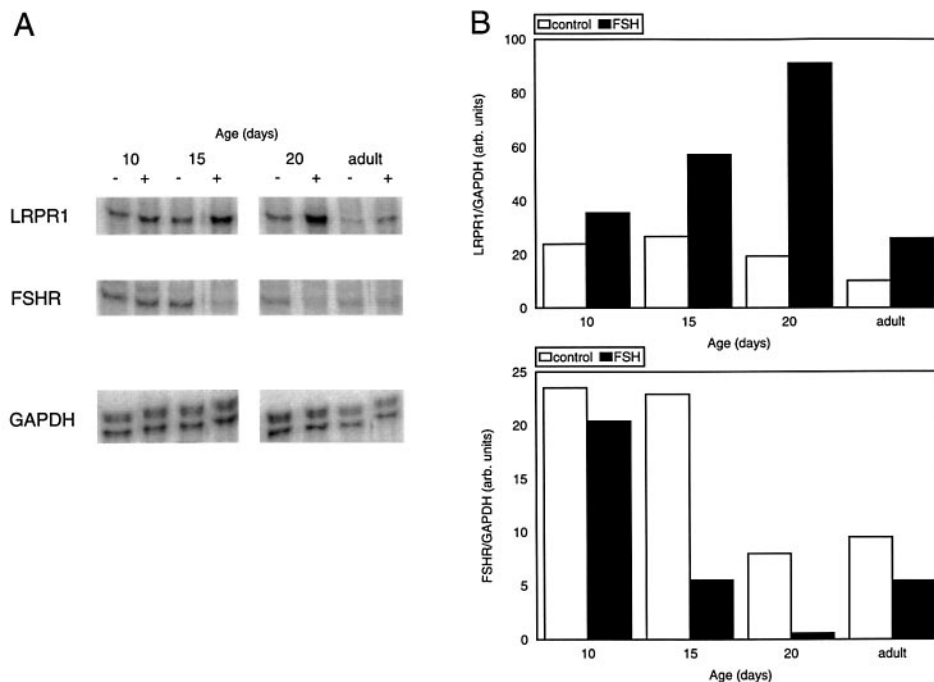 A
Age (days)
10 15 20 adult
- + - + - + - +
LRPR1
FSHR
GAPDH
B
control FSH
LRPR1/GAPDH (arb. units)
100
80
60
40
20
0
10 15 20 adult
Age (days)
control FSH
FSHR/GAPDH (arb. units)
25
20
15
10
5
0
10 15 20 adult
Age (days)